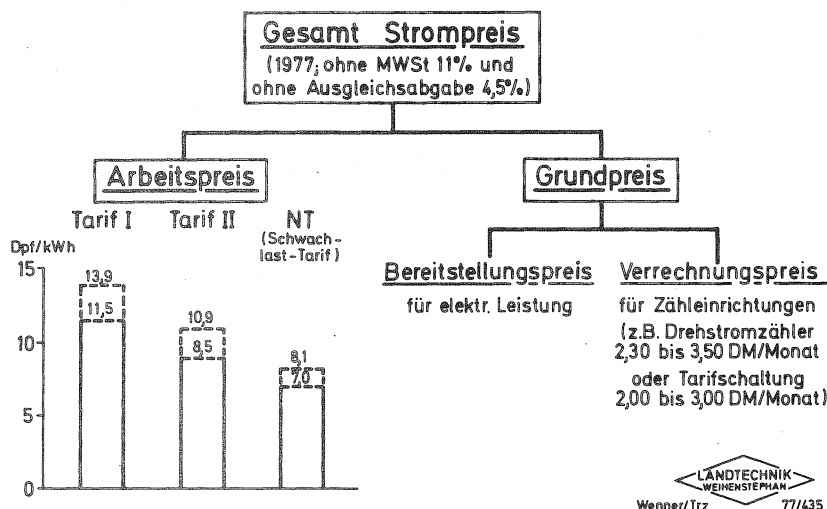 Gesamt Strompreis
(1977; ohne MWSt 11% und
ohne Ausgleichsabgabe 4,5%)
Arbeitspreis
Tarif I
Tarif II
NT
(Schwach-
last-Tarif)
Dpf/kWh
15
10
5
0
13,9
11,5
10,9
8,5
8,1
7,0
Grundpreis
Bereitstellungspreis
für elektr. Leistung
Verrechnungspreis
für Zähleinrichtungen
(z.B. Drehstromzähler
2,30 bis 3,50 DM/Monat
oder Tarifschaltung
2,00 bis 3,00 DM/Monat)
LANDTECHNIK
WEIHENSTEPHAN
Wenner/Trz 77/435